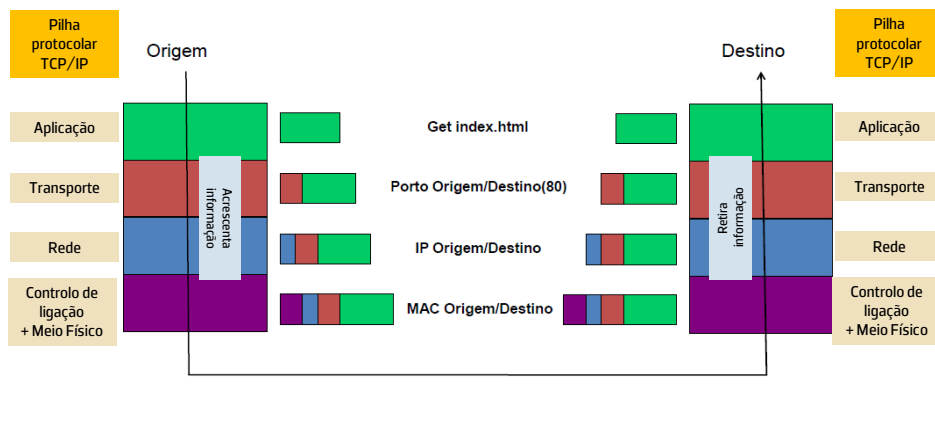 Pilha
protocolar
TCP/IP
Origem
Destino
Pilha
protocolar
TCP/IP
Aplicação
Get index.html
Aplicação
Transporte
Acrescenta
informação
Porto Origem/Destino(80)
Retira
informação
Transporte
Rede
IP Origem/Destino
Rede
Controlo de
ligação
+ Meio Físico
MAC Origem/Destino
Controlo de
ligação
+ Meio Físico